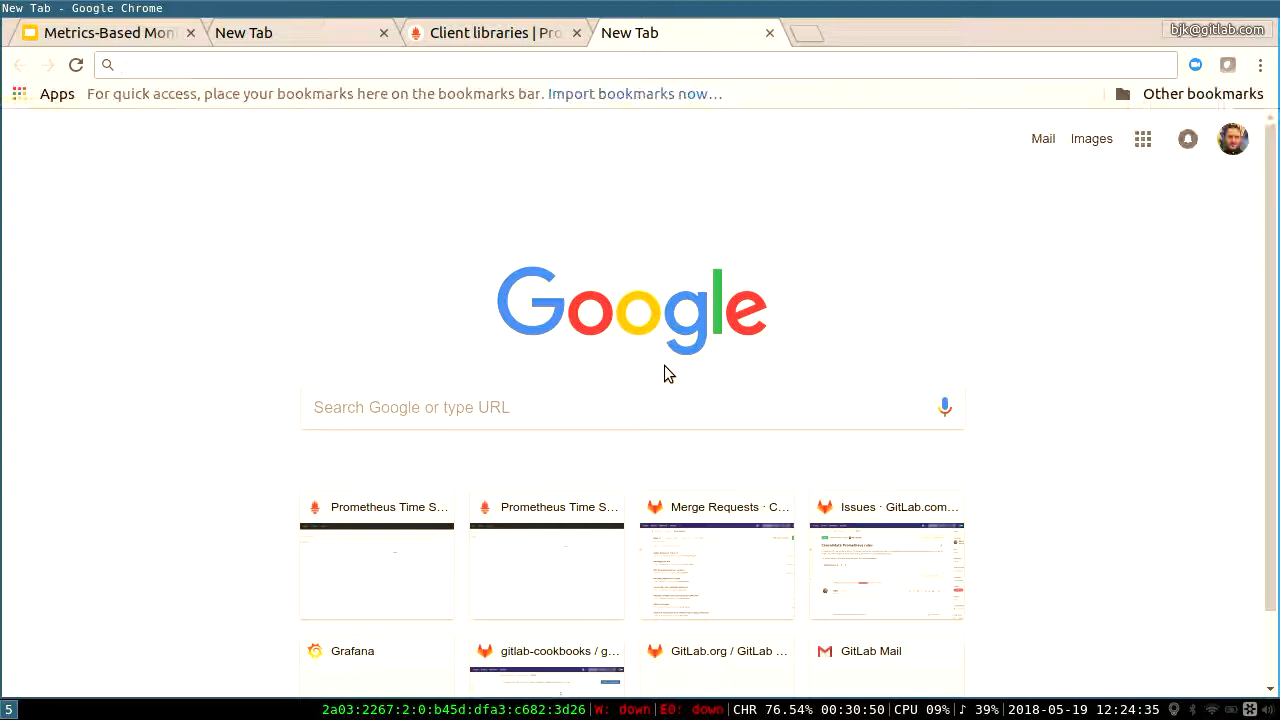 New Tab - Google Chrome
Metrics-Based Moni
New Tab
Client libraries | Pro
New Tab
bjk@gitlab.com
Apps
For quick access, place your bookmarks here on the bookmarks bar. Import bookmarks now…
Other bookmarks
Mail
Images
Google
Search Google or type URL
Prometheus Time S…
Prometheus Time S…
Merge Requests · C…
Issues · GitLab.com…
Grafana
gitlab-cookbooks / g…
GitLab.org / GitLab …
GitLab Mail
5
2a03:2267:2:0:b45d:dfa3:c682:3d26|W: down|E0: down|CHR 76.54% 00:30:50|CPU 09%|♪ 39%|2018-05-19 12:24:35